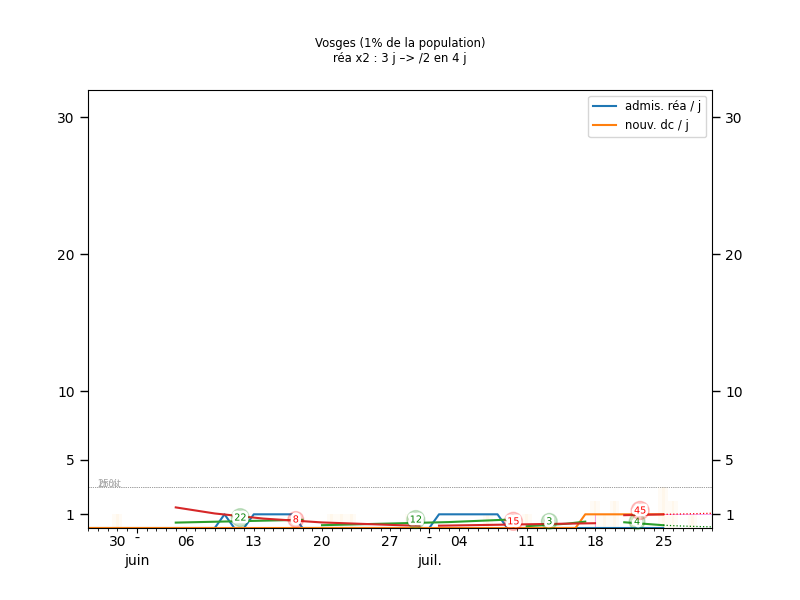 Vosges (1% de la population)
réa x2 : 3 j –> /2 en 4 j
admis. réa / j
nouv. dc / j
30 30
20 20
10 10
5 5
1 1
22 8 12 15 3 45 4
30 - 06 13 20 27 - 04 11 18 25
juin juil.